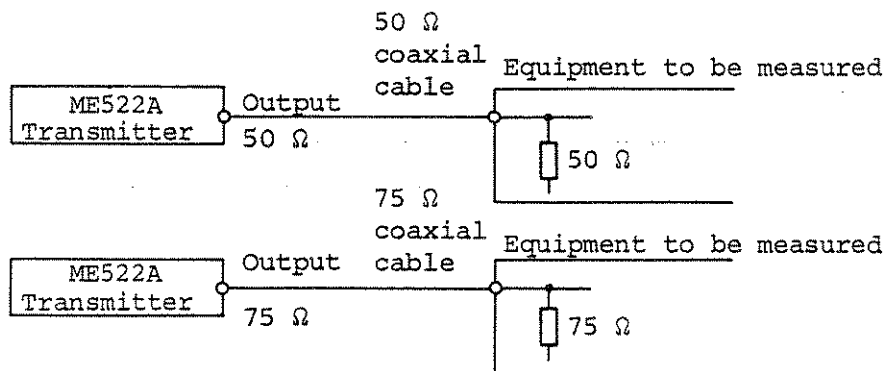 50 Ω
coaxial
cable
Equipment to be measured
ME522A
Transmitter
Output
50 Ω
50 Ω
75 Ω
coaxial
cable
Equipment to be measured
ME522A
Transmitter
Output
75 Ω
75 Ω